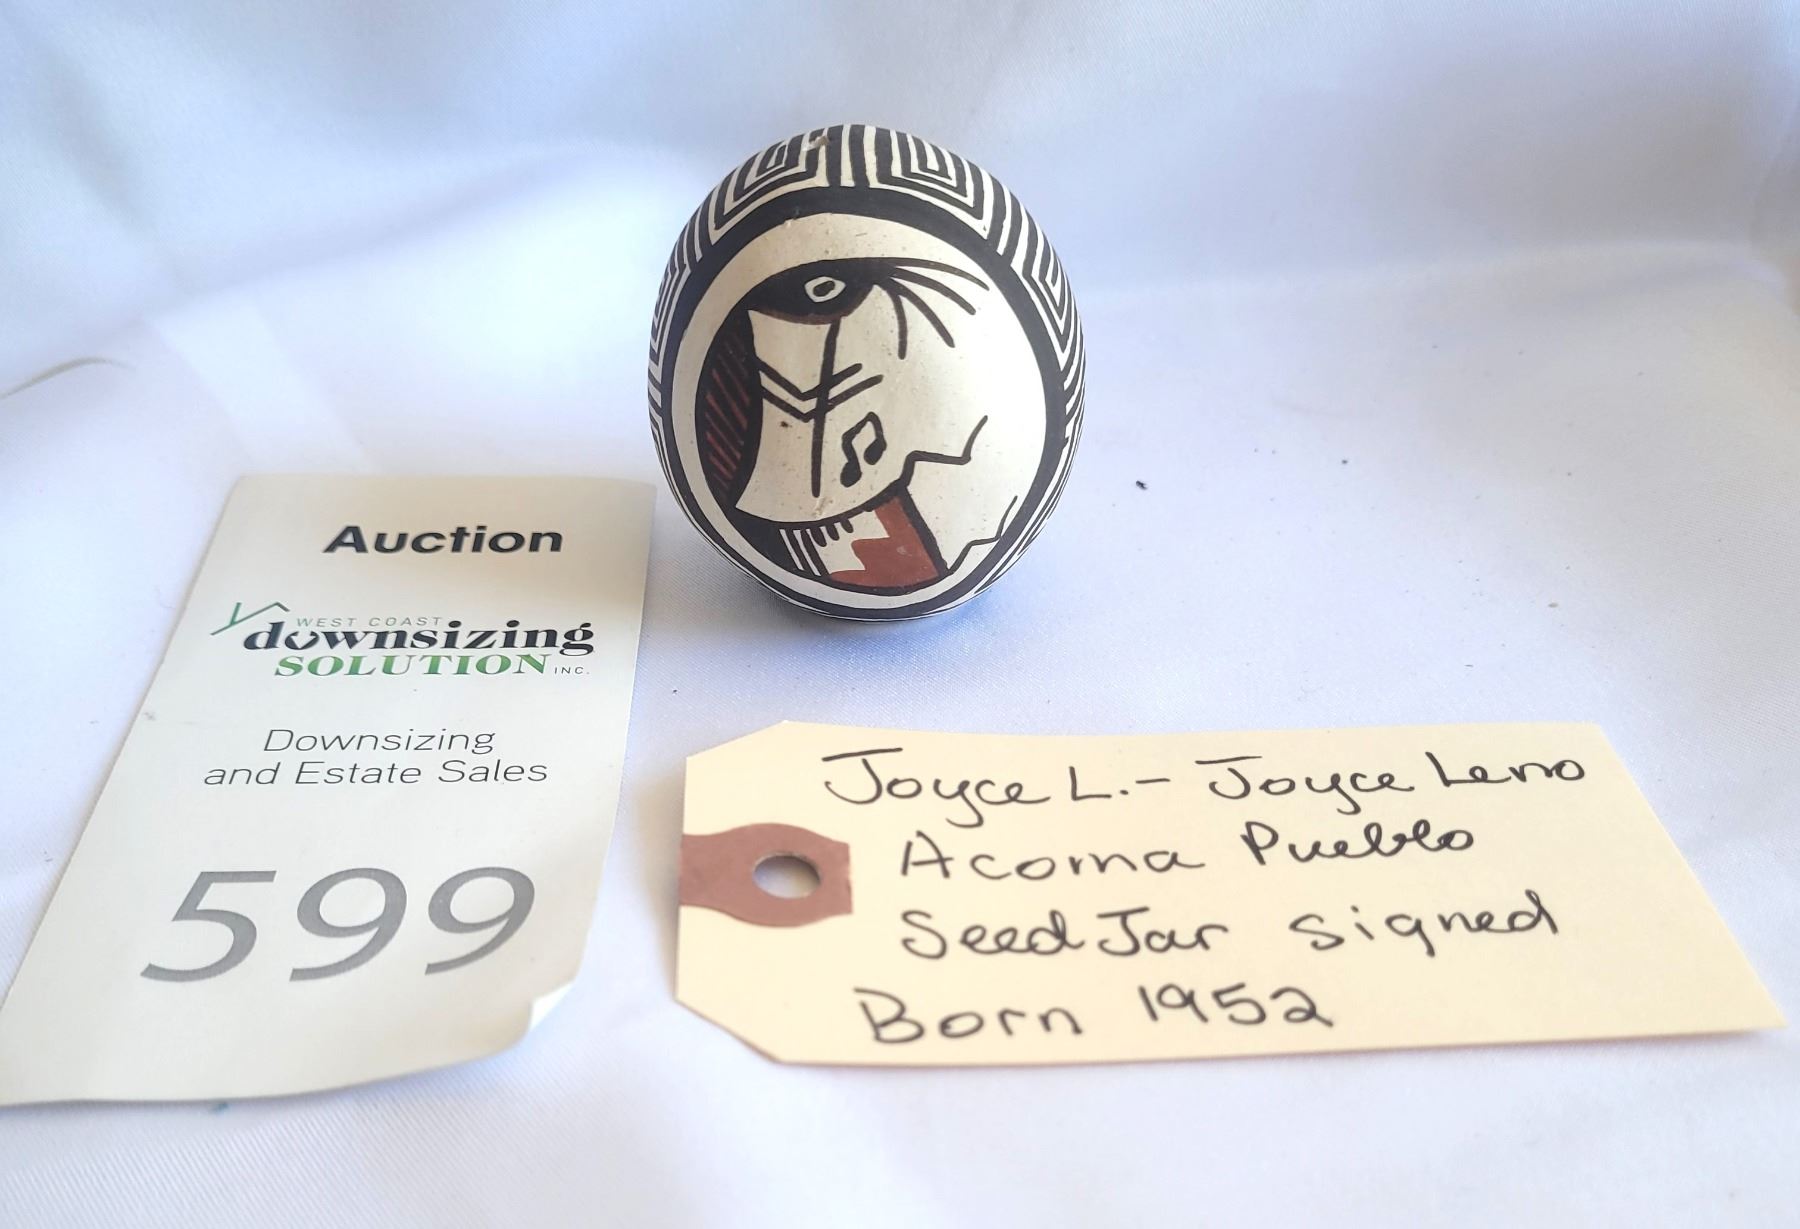 Auction
WEST COAST
downsizing
SOLUTION INC.
Downsizing
and Estate Sales
599
Joyce L. - Joyce Leno
Acoma Pueblo
Seed Jar signed
Born 1952